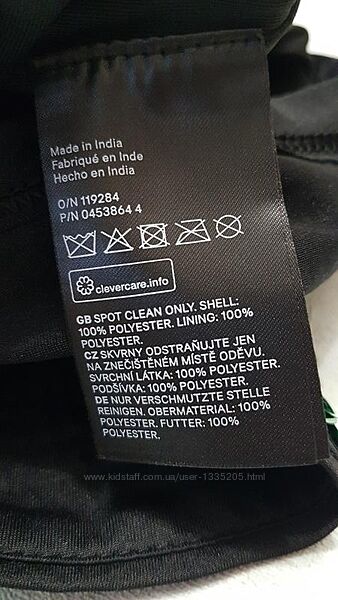 Made in India
Fabriqué en Inde
Hecho en India
O/N 119284
P/N 0453864 4
clevercare.info
GB SPOT CLEAN ONLY. SHELL:
100% POLYESTER. LINING: 100%
POLYESTER.
CZ SKVRNY ODSTRAŇUJTE JEN
NA ZNEČIŠTĚNÉM MÍSTĚ ODĚVU.
SVRCHNÍ LÁTKA: 100% POLYESTER.
PODŠÍVKA: 100% POLYESTER.
DE NUR VERSCHMUTZTE STELLE
REINIGEN. OBERMATERIAL: 100%
POLYESTER. FUTTER: 100%
POLYESTER.
www.kidstaff.com.ua/user-1335205.html